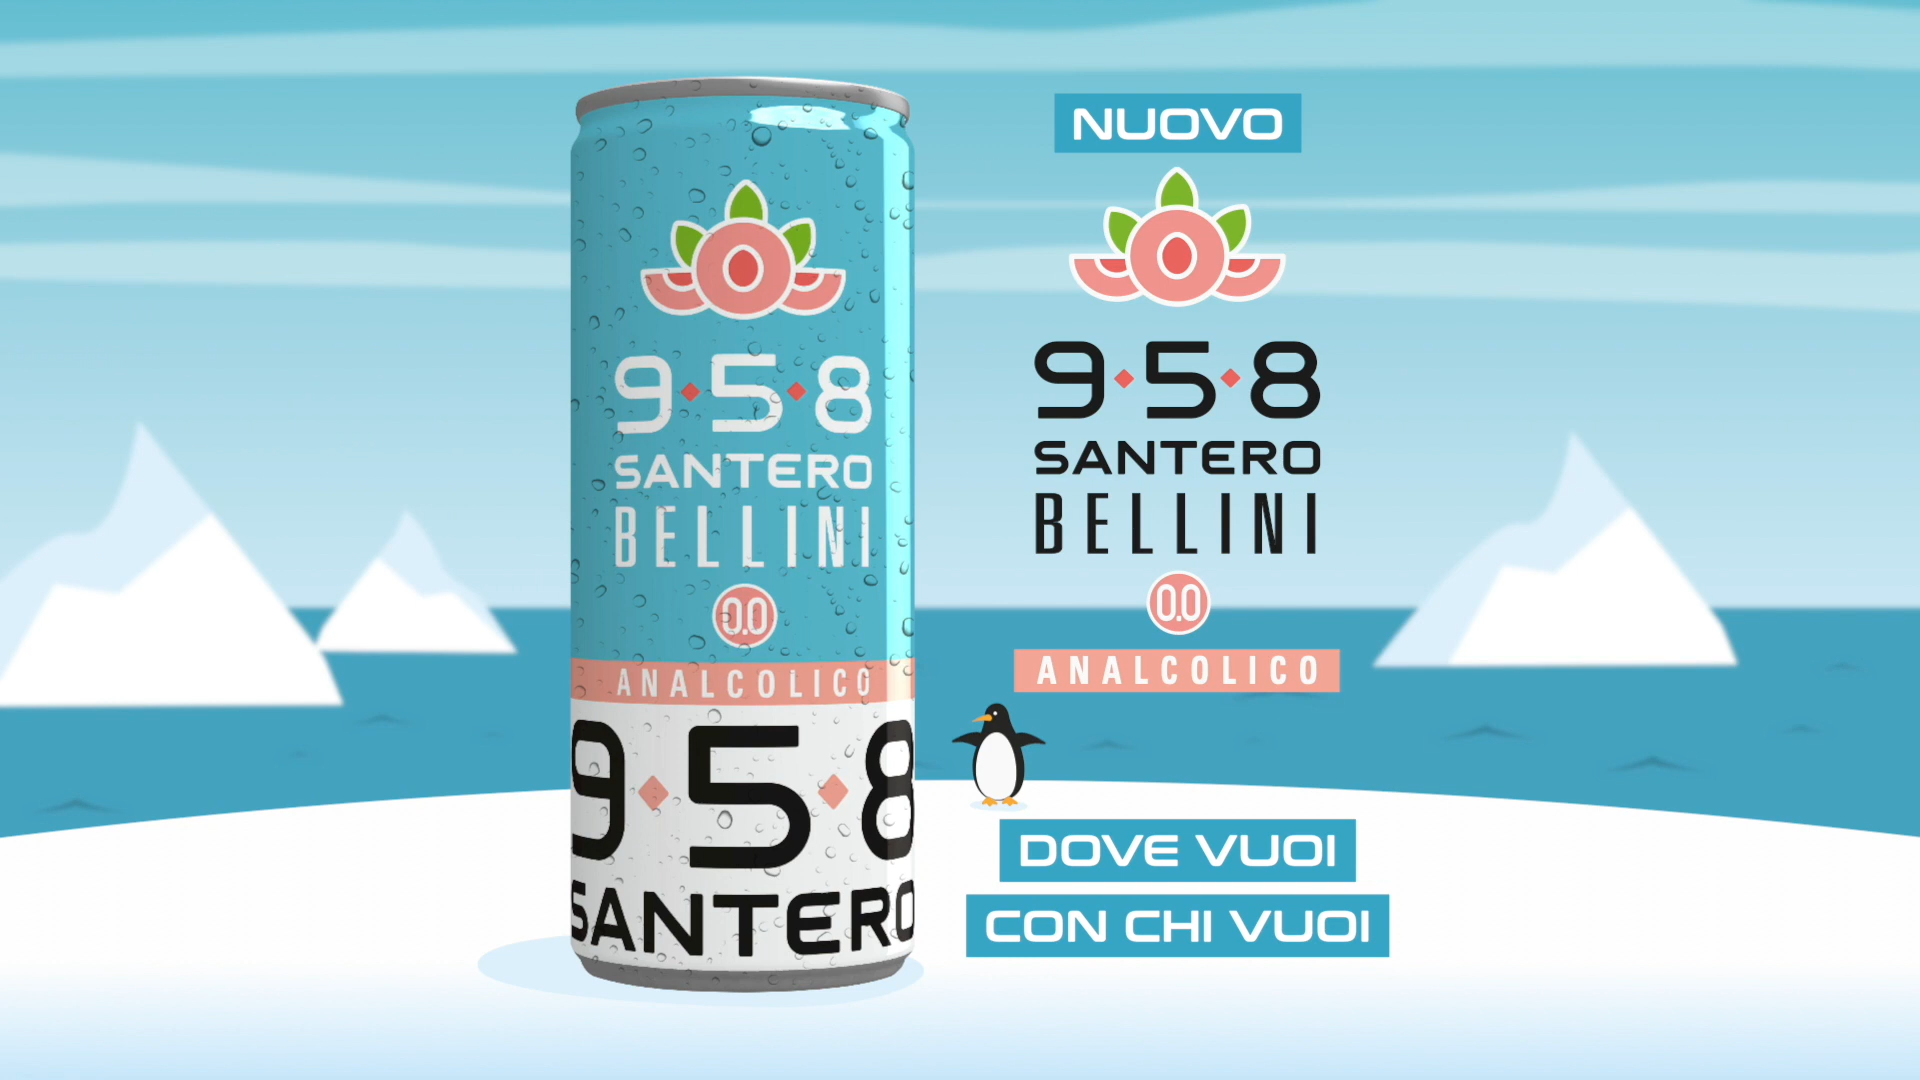 9·5·8
SANTERO
BELLINI
0.0
ANALCOLICO
9·5·8
SANTERO
NUOVO
9·5·8
SANTERO
BELLINI
0.0
ANALCOLICO
DOVE VUOI
CON CHI VUOI